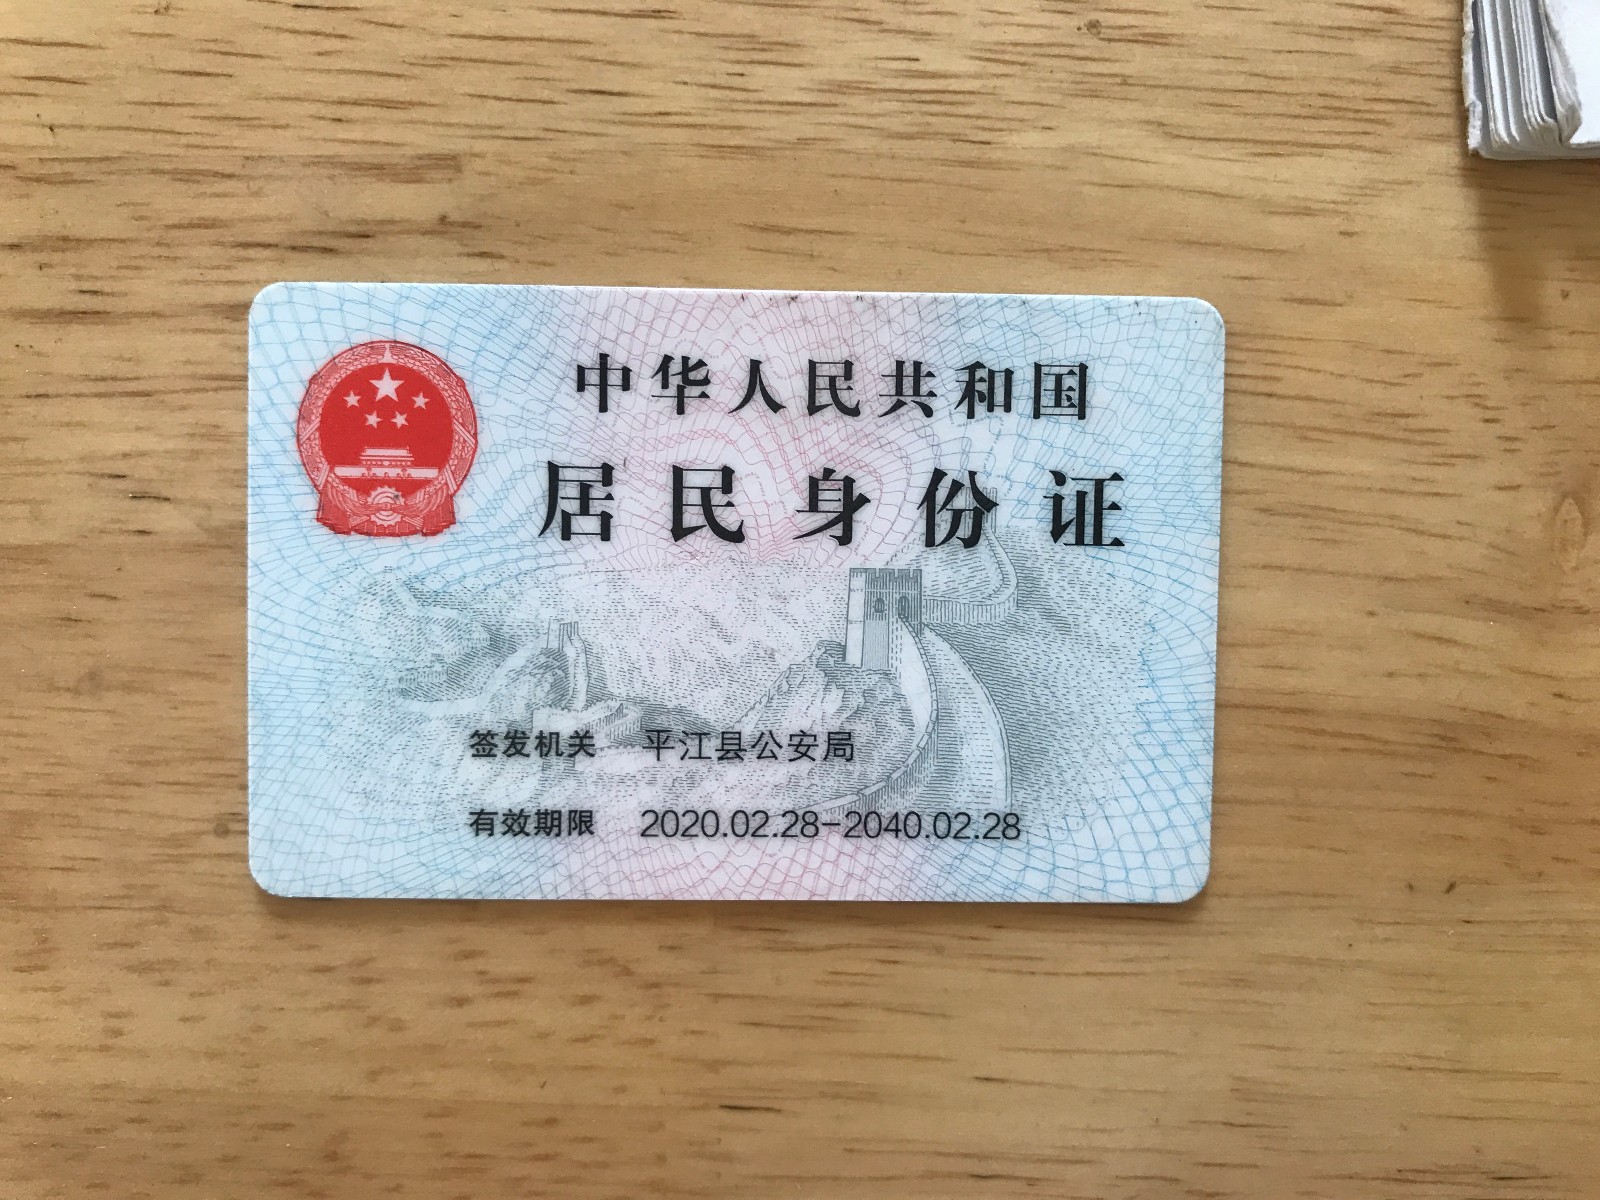 中华人民共和国
居民身份证
签发机关 平江县公安局
有效期限 2020.02.28-2040.02.28